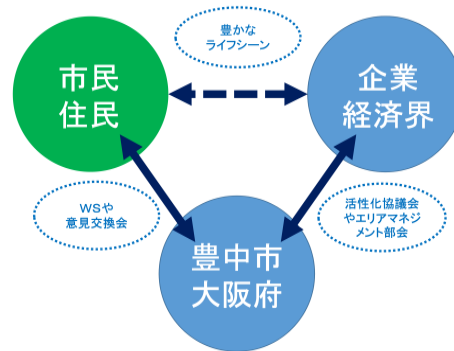 豊かな
ライフシーン
市民
住民
企業
経済界
WSや
意見交換会
活性化協議会
やエリアマネジ
メント部会
豊中市
大阪府